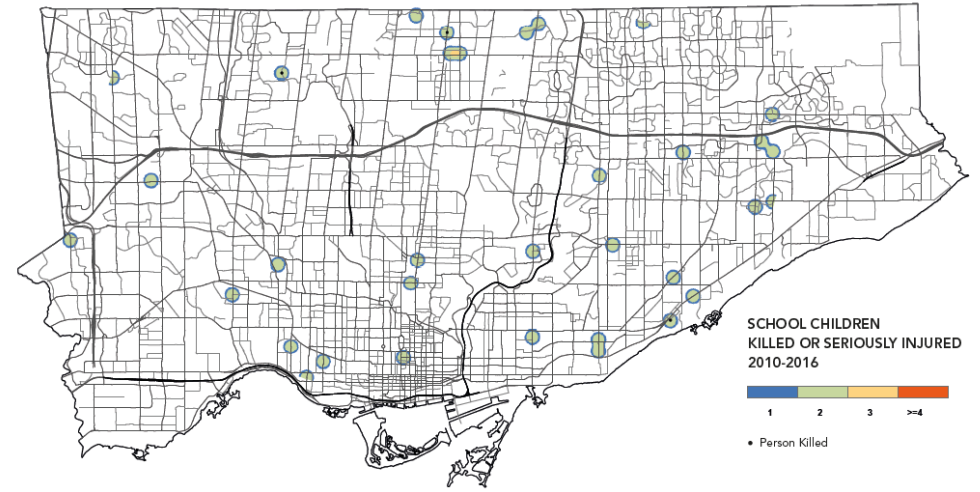 SCHOOL CHILDREN
KILLED OR SERIOUSLY INJURED
2010-2016
1 2 3 >=4
• Person Killed